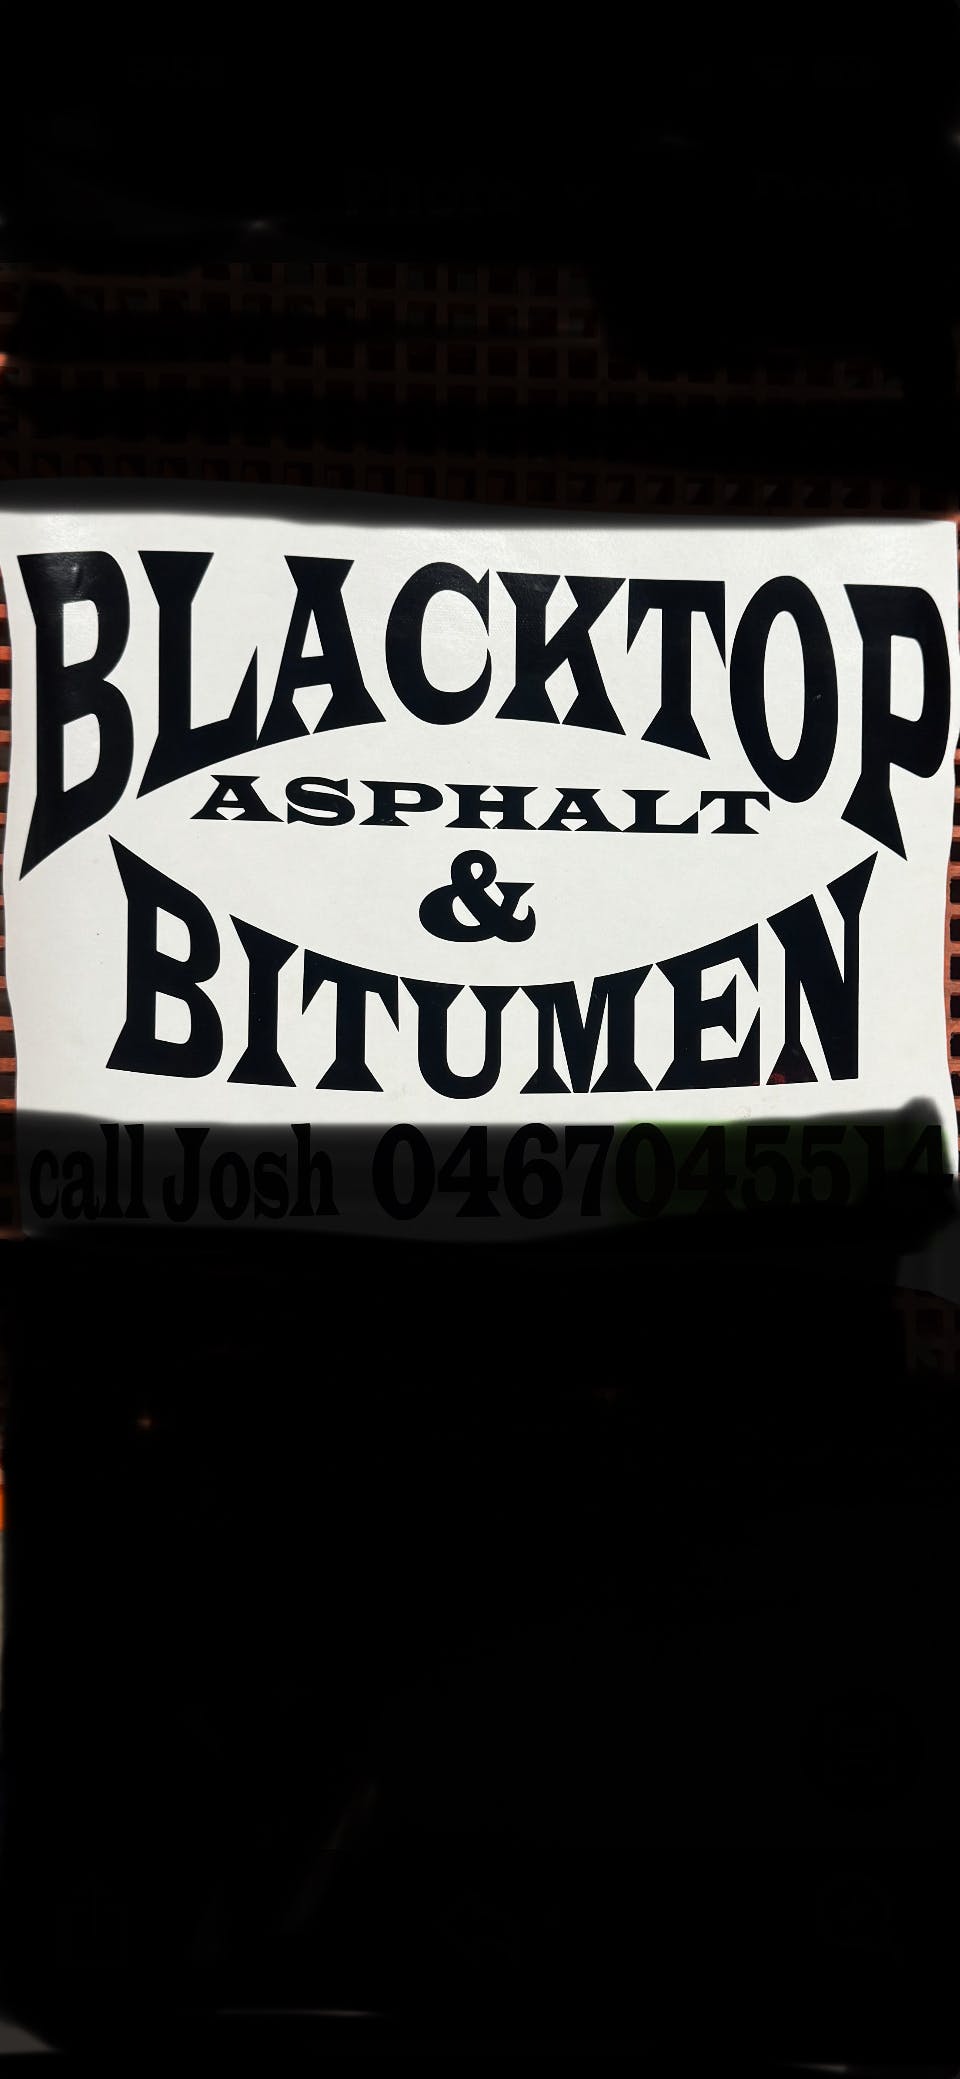 BLACKTOP
ASPHALT
&
BITUMEN
call Josh 0467045514